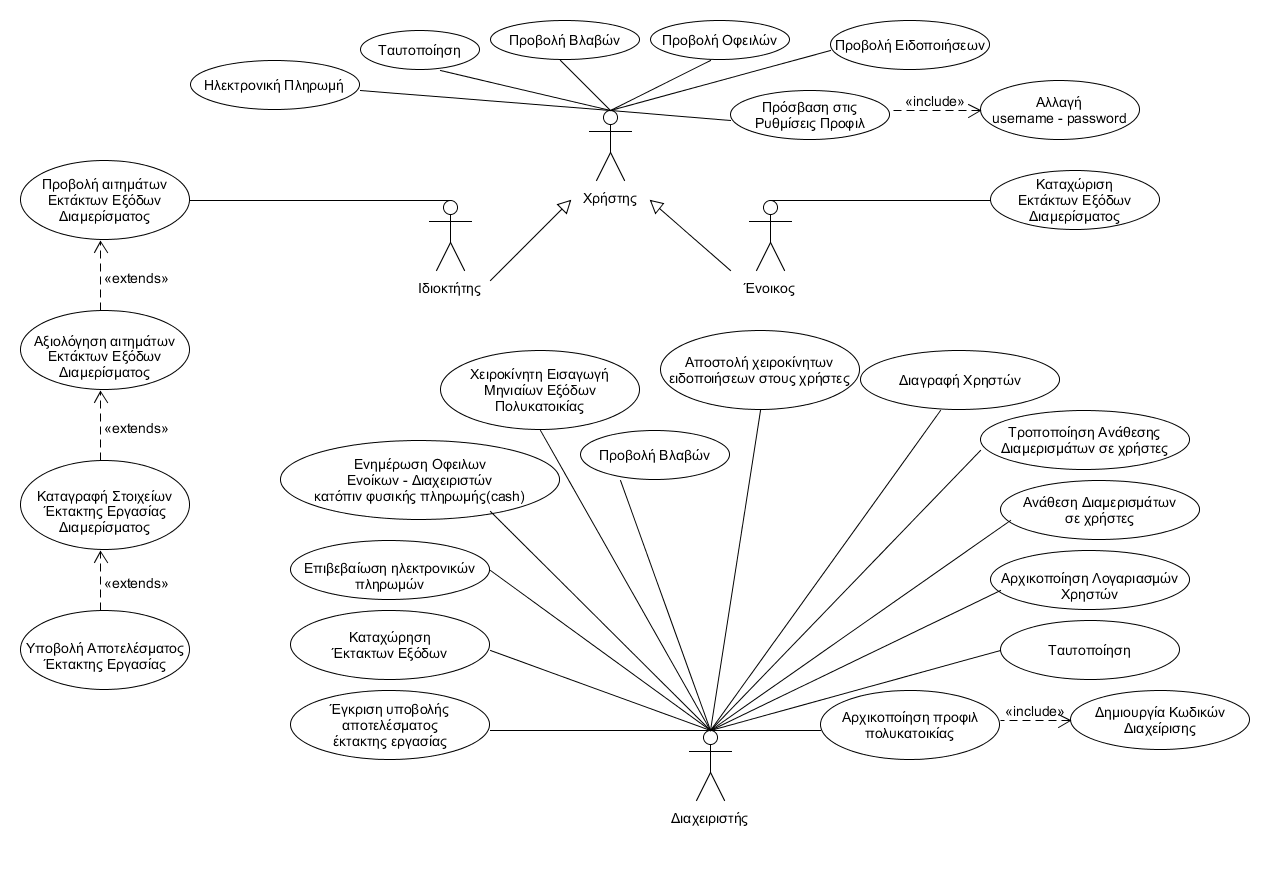 Προβολή Βλαβών
Προβολή Οφειλών
Ταυτοποίηση
Προβολή Ειδοποιήσεων
Ηλεκτρονική Πληρωμή
Πρόσβαση στις
Ρυθμίσεις Προφιλ
«include»
Αλλαγή
username - password
Χρήστης
Προβολή αιτημάτων
Εκτάκτων Εξόδων
Διαμερίσματος
Ιδιοκτήτης
Ένοικος
Καταχώριση
Εκτάκτων Εξόδων
Διαμερίσματος
«extends»
Αξιολόγηση αιτημάτων
Εκτάκτων Εξόδων
Διαμερίσματος
«extends»
Καταγραφή Στοιχείων
Έκτακτης Εργασίας
Διαμερίσματος
«extends»
Υποβολή Αποτελέσματος
Έκτακτης Εργασίας
Χειροκίνητη Εισαγωγή
Μηνιαίων Εξόδων
Πολυκατοικίας
Αποστολή χειροκίνητων
ειδοποιήσεων στους χρήστες
Διαγραφή Χρηστών
Προβολή Βλαβών
Τροποποίηση Ανάθεσης
Διαμερισμάτων σε χρήστες
Ενημέρωση Οφειλων
Ενοίκων - Διαχειριστών
κατόπιν φυσικής πληρωμής(cash)
Ανάθεση Διαμερισμάτων
σε χρήστες
Επιβεβαίωση ηλεκτρονικών
πληρωμών
Αρχικοποίηση Λογαριασμών
Χρηστών
Καταχώρηση
Έκτακτων Εξόδων
Ταυτοποίηση
Έγκριση υποβολής
αποτελέσματος
έκτακτης εργασίας
Αρχικοποίηση προφιλ
πολυκατοικίας
«include»
Δημιουργία Κωδικών
Διαχείρισης
Διαχειριστής